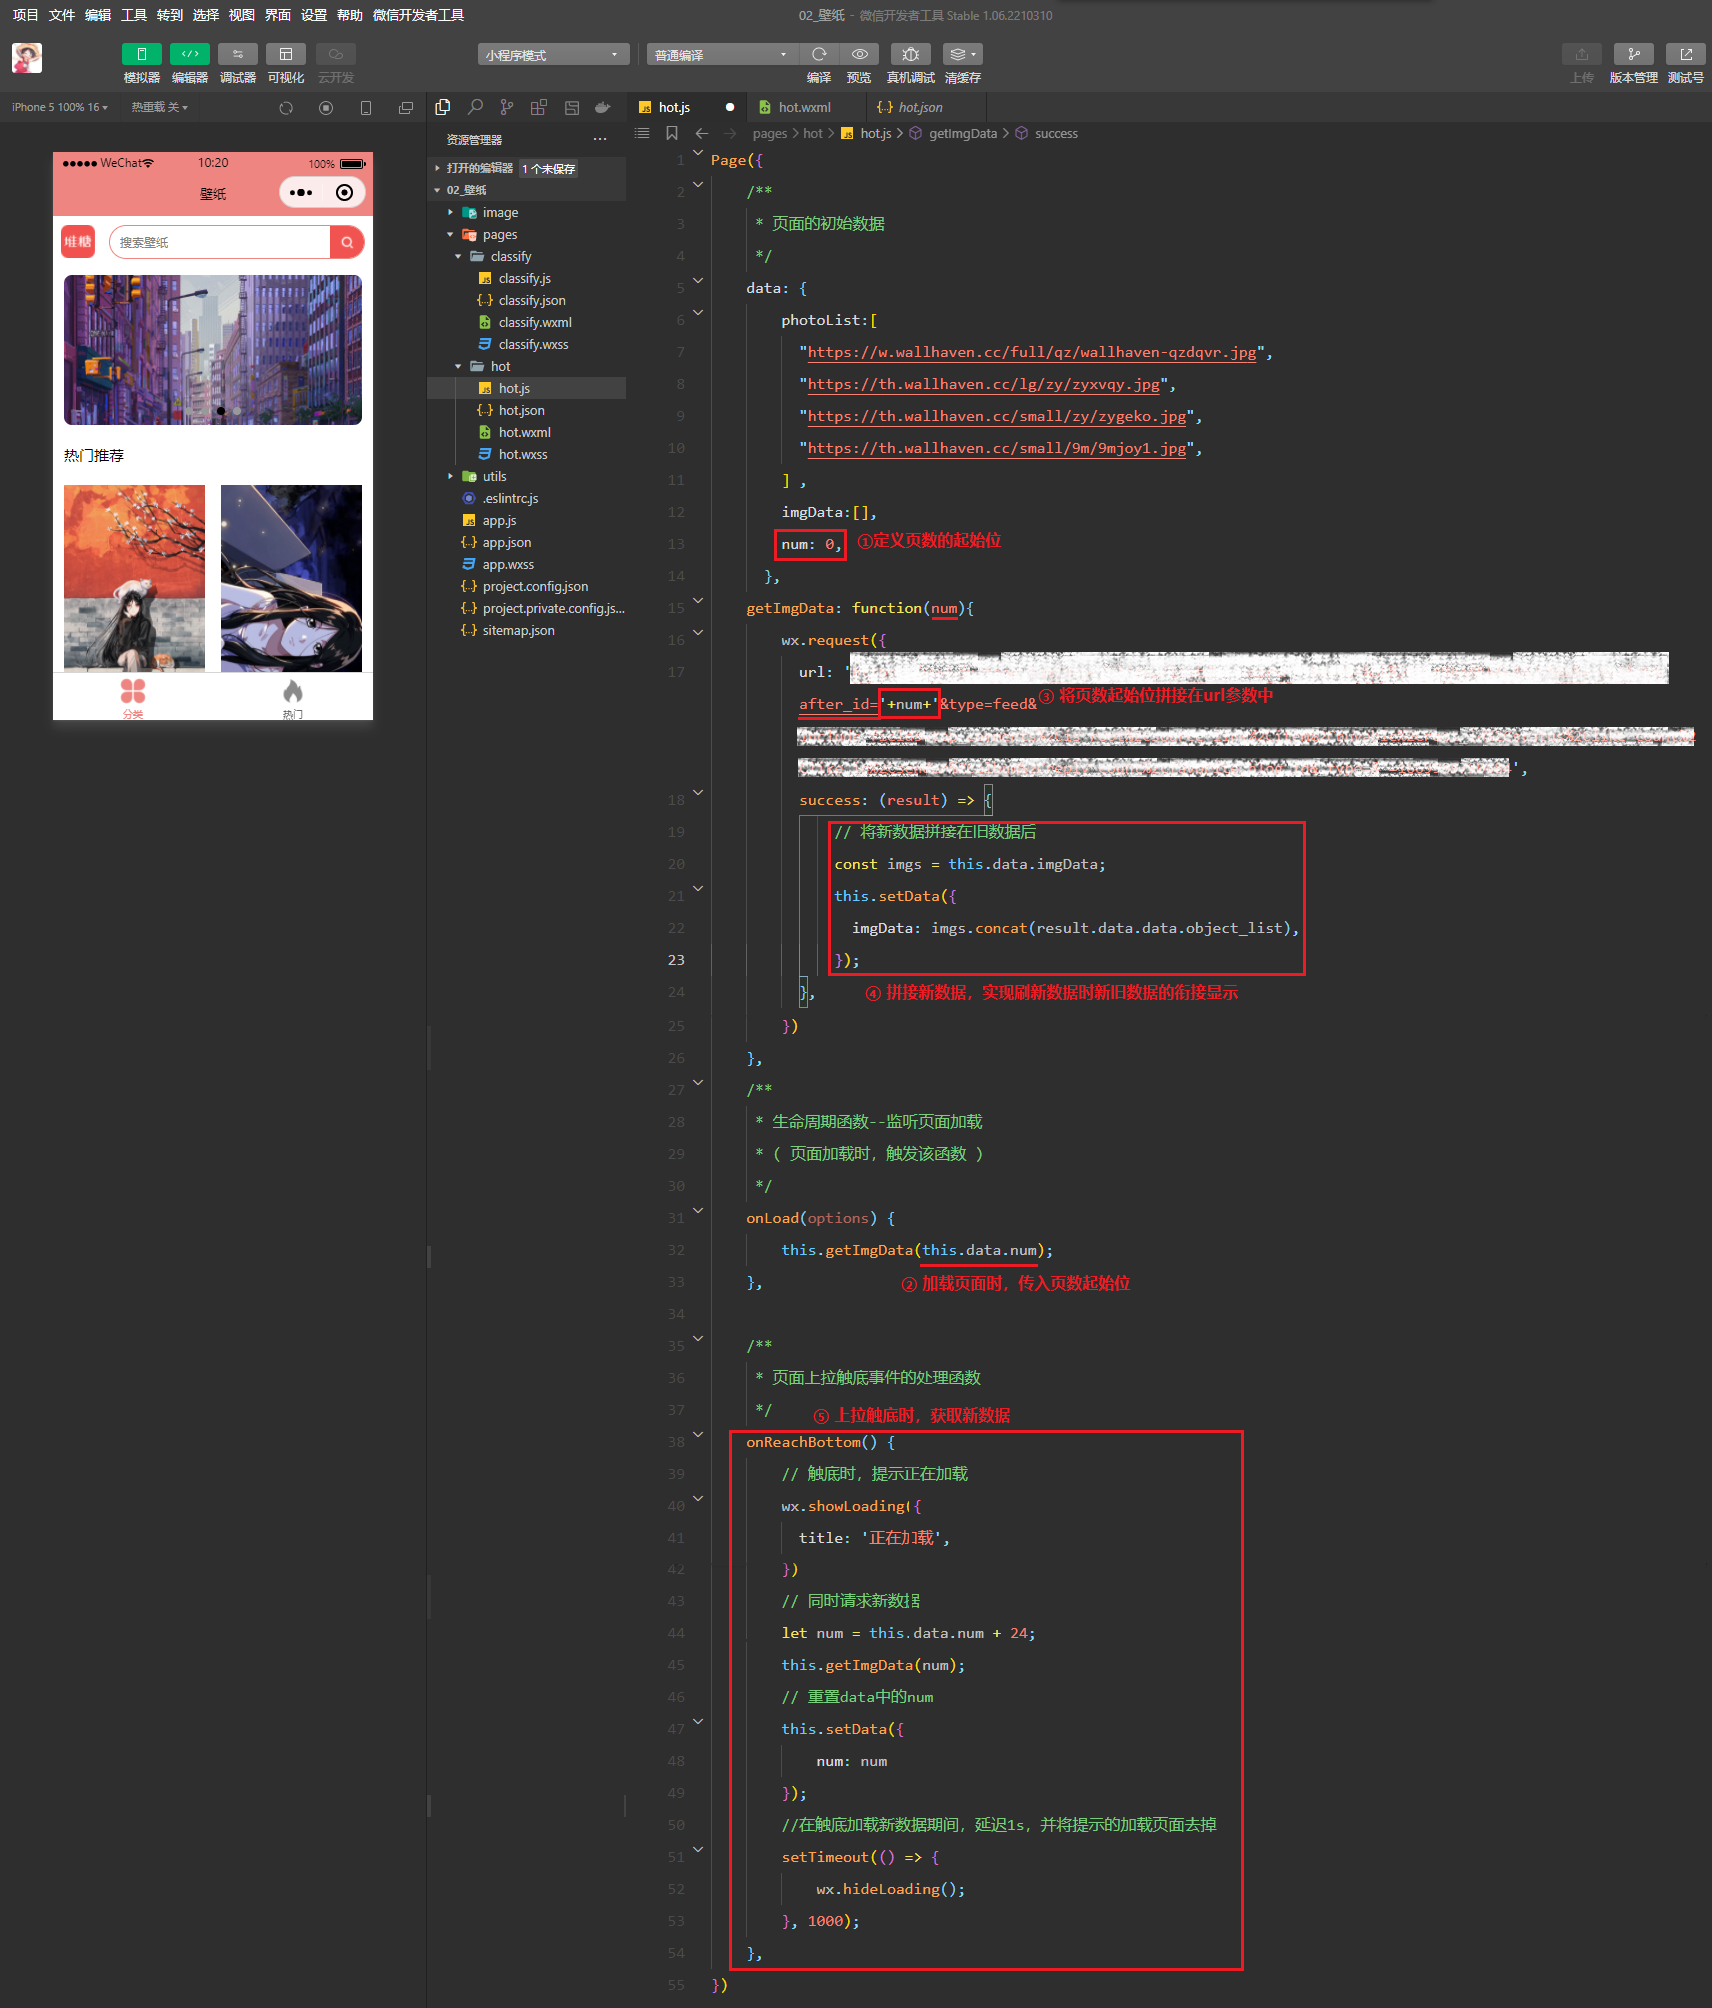 项目 文件 编辑 工具 转到 选择 视图 界面 设置 帮助 微信开发者工具
02_壁纸 - 微信开发者工具 Stable 1.06.2210310
小程序模式
普通编译
模拟器 编辑器 调试器 可视化 云开发
编译 预览 真机调试 清缓存
上传 版本管理 测试号
iPhone 5 100% 16
热重载 关
hot.js
hot.wxml
hot.json
pages > hot > hot.js > getImgData > success
资源管理器
打开的编辑器 1 个未保存
02_壁纸
image
pages
classify
classify.js
classify.json
classify.wxml
classify.wxss
hot
hot.js
hot.json
hot.wxml
hot.wxss
utils
.eslintrc.js
app.js
app.json
app.wxss
project.config.json
project.private.config.js...
sitemap.json
WeChat
10:20
100%
壁纸
堆糖
搜索壁纸
热门推荐
分类
热门
1 Page({
2 /**
3 * 页面的初始数据
4 */
5 data: {
6 photoList:[
7 "https://w.wallhaven.cc/full/qz/wallhaven-qzdqvr.jpg",
8 "https://th.wallhaven.cc/lg/zy/zyxvqy.jpg",
9 "https://th.wallhaven.cc/small/zy/zygeko.jpg",
10 "https://th.wallhaven.cc/small/9m/9mjoy1.jpg",
11 ] ,
12 imgData:[],
13 num: 0, ①定义页数的起始位
14 },
15 getImgData: function(num){
16 wx.request({
17 url: '
after_id='+num+'&type=feed& ③ 将页数起始位拼接在url参数中
',
18 success: (result) => {
19 // 将新数据拼接在旧数据后
20 const imgs = this.data.imgData;
21 this.setData({
22 imgData: imgs.concat(result.data.data.object_list),
23 });
24 }, ④ 拼接新数据，实现刷新数据时新旧数据的衔接显示
25 })
26 },
27 /**
28 * 生命周期函数--监听页面加载
29 * ( 页面加载时，触发该函数 )
30 */
31 onLoad(options) {
32 this.getImgData(this.data.num);
33 }, ② 加载页面时，传入页数起始位
34
35 /**
36 * 页面上拉触底事件的处理函数
37 */ ⑤ 上拉触底时，获取新数据
38 onReachBottom() {
39 // 触底时，提示正在加载
40 wx.showLoading({
41 title: '正在加载',
42 })
43 // 同时请求新数据
44 let num = this.data.num + 24;
45 this.getImgData(num);
46 // 重置data中的num
47 this.setData({
48 num: num
49 });
50 //在触底加载新数据期间，延迟1s，并将提示的加载页面去掉
51 setTimeout(() => {
52 wx.hideLoading();
53 }, 1000);
54 },
55 })